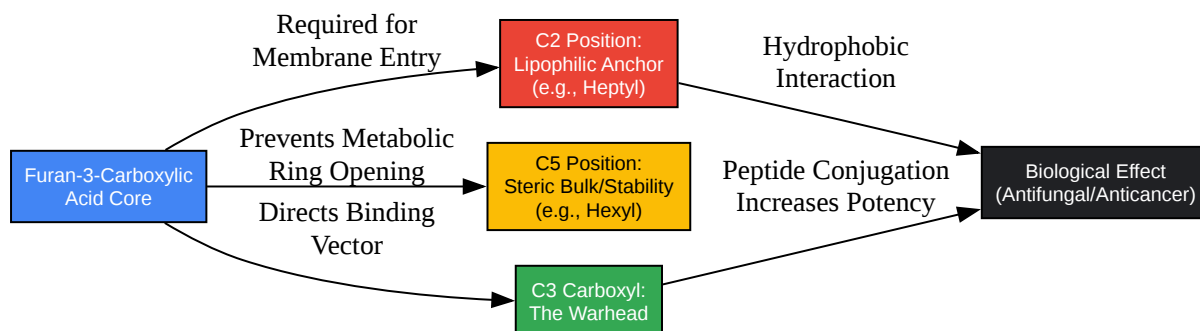 Required for
Membrane Entry
C2 Position:
Lipophilic Anchor
(e.g., Heptyl)
Hydrophobic
Interaction
Furan-3-Carboxylic
Acid Core
Prevents Metabolic
Ring Opening
C5 Position:
Steric Bulk/Stability
(e.g., Hexyl)
Peptide Conjugation
Increases Potency
Biological Effect
(Antifungal/Anticancer)
Directs Binding
Vector
C3 Carboxyl:
The Warhead